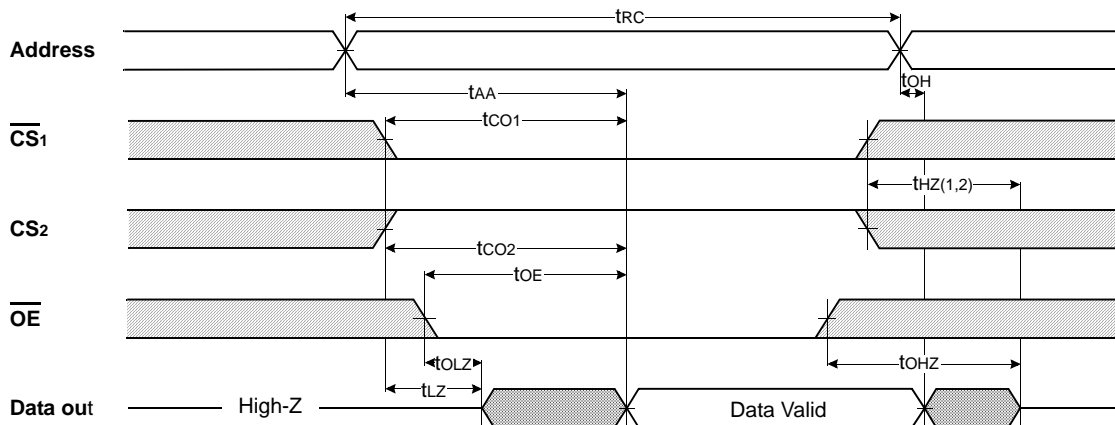 tRC
Address
tOH
tAA
tCO1
CS1
tHZ(1,2)
CS2
tCO2
tOE
OE
tOLZ
tOHZ
tLZ
Data out
High-Z
Data Valid